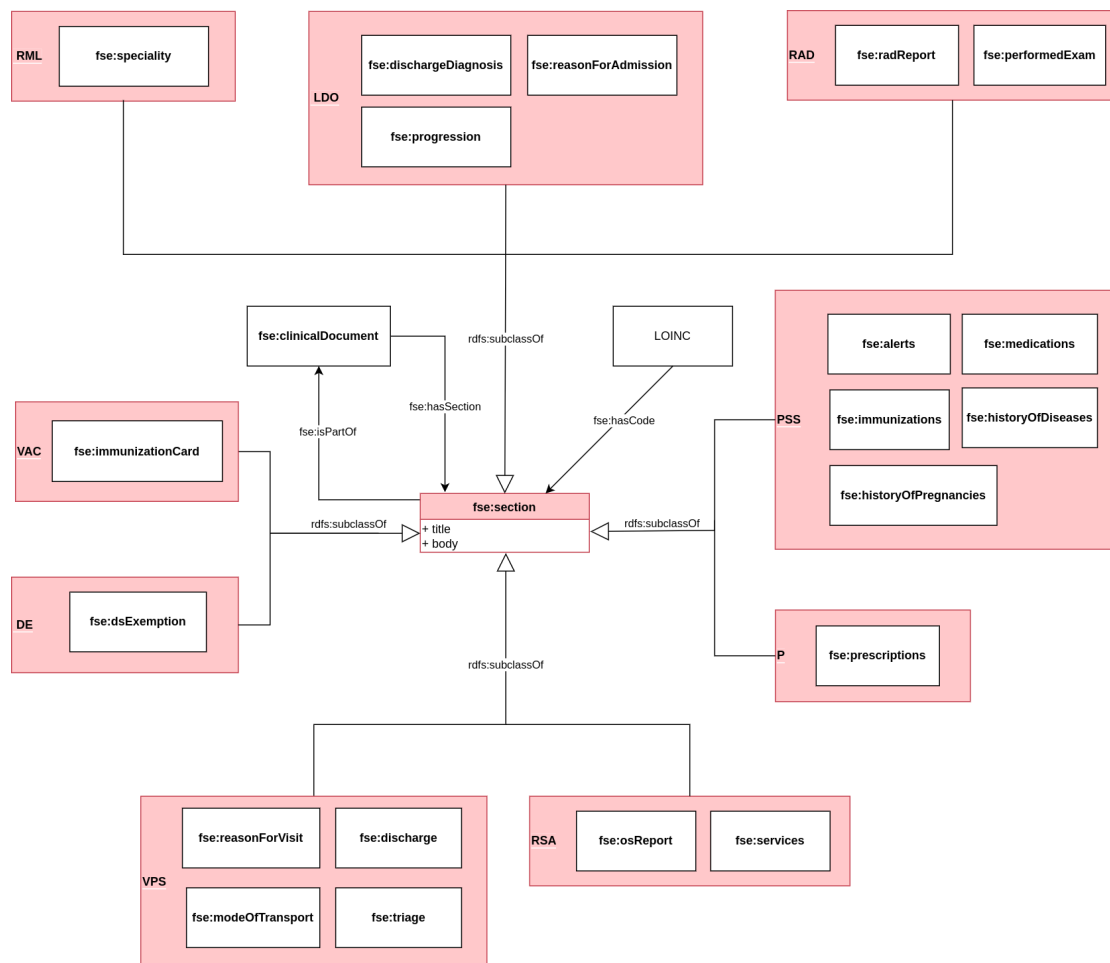 RML
fse:speciality
LDO
fse:dischargeDiagnosis
fse:reasonForAdmission
fse:progression
RAD
fse:radReport
fse:performedExam
rdfs:subclassOf
fse:clinicalDocument
LOINC
fse:hasSection
fse:isPartOf
fse:hasCode
PSS
fse:alerts
fse:medications
fse:immunizations
fse:historyOfDiseases
fse:historyOfPregnancies
VAC
fse:immunizationCard
fse:section
+ title
+ body
rdfs:subclassOf
rdfs:subclassOf
DE
fse:dsExemption
rdfs:subclassOf
P
fse:prescriptions
VPS
fse:reasonForVisit
fse:discharge
fse:modeOfTransport
fse:triage
RSA
fse:osReport
fse:services